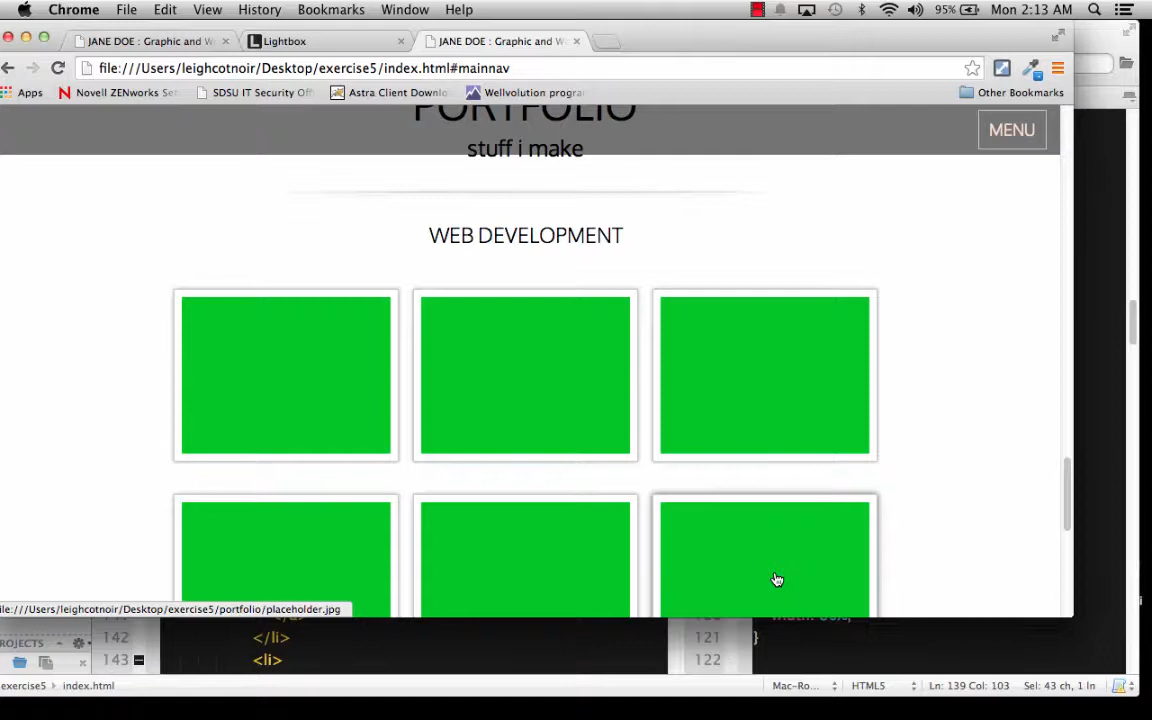 Chrome File Edit View History Bookmarks Window Help 95% Mon 2:13 AM
JANE DOE : Graphic and W Lightbox JANE DOE : Graphic and W
file:///Users/leighcotnoir/Desktop/exercise5/index.html#mainnav
Apps Novell ZENworks Set SDSU IT Security Off Astra Client Downlo Wellvolution progra Other Bookmarks
PORTFOLIO
MENU
stuff i make
WEB DEVELOPMENT
ile:///Users/leighcotnoir/Desktop/exercise5/portfolio/placeholder.jpg
121 }
142 </li>
ROJECTS
122
143 <li>
exercise5 index.html Mac-Ro... HTML5 Ln: 139 Col: 103 Sel: 43 ch, 1 ln